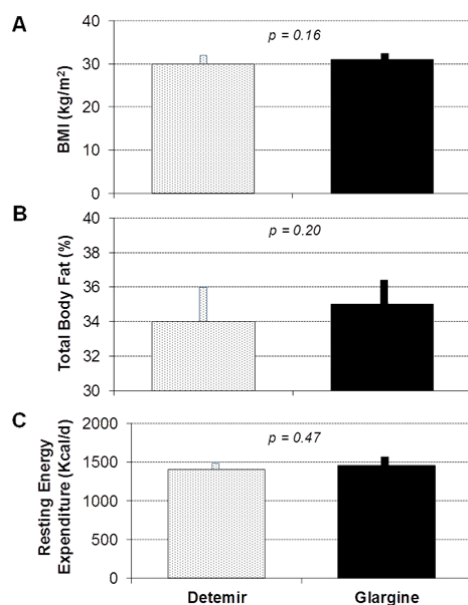 A
p = 0.16
BMI (kg/m²)
40
30
20
10
0
B
p = 0.20
Total Body Fat (%)
40
38
36
34
32
30
C
p = 0.47
Resting Energy
Expenditure (Kcal/d)
2000
1500
1000
500
0
Detemir Glargine